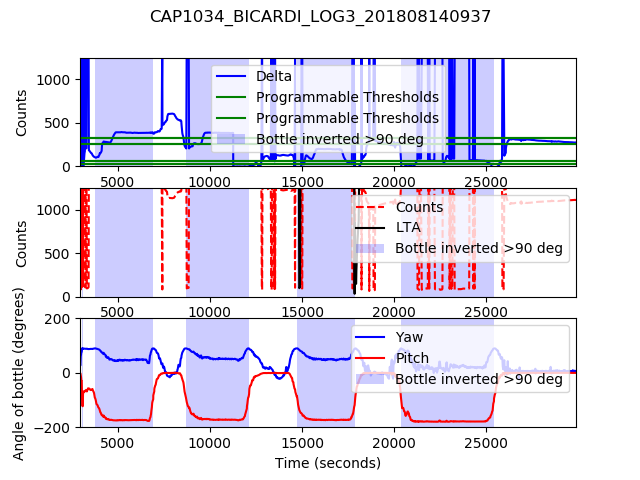 CAP1034_BICARDI_LOG3_201808140937
Counts
1000
500
0
Delta
Programmable Thresholds
Programmable Thresholds
Bottle inverted >90 deg
5000 10000 15000 20000 25000
Counts
1000
500
0
Counts
LTA
Bottle inverted >90 deg
5000 10000 15000 20000 25000
Angle of bottle (degrees)
200
0
−200
Yaw
Pitch
Bottle inverted >90 deg
5000 10000 15000 20000 25000
Time (seconds)